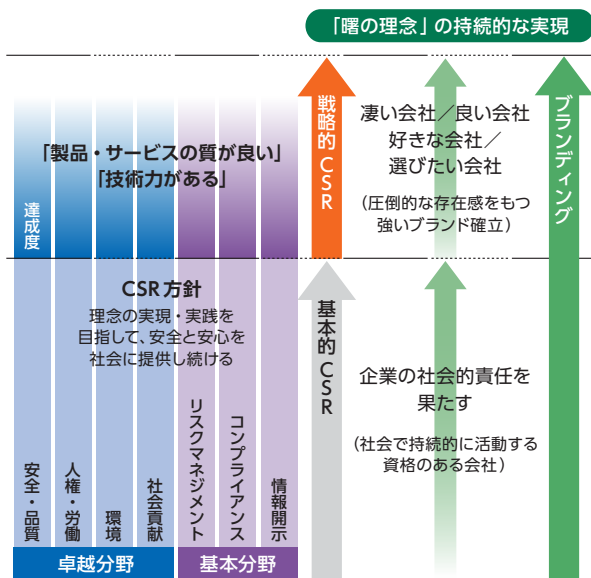 「曙の理念」の持続的な実現
「製品・サービスの質が良い」
「技術力がある」
達成度
戦略的CSR
凄い会社／良い会社
好きな会社／
選びたい会社
（圧倒的な存在感をもつ
強いブランド確立）
ブランディング
CSR方針
理念の実現・実践を
目指して、安全と安心を
社会に提供し続ける
基本的CSR
企業の社会的責任を
果たす
（社会で持続的に活動する
資格のある会社）
安全・品質
人権・労働
環境
社会貢献
リスクマネジメント
コンプライアンス
情報開示
卓越分野
基本分野